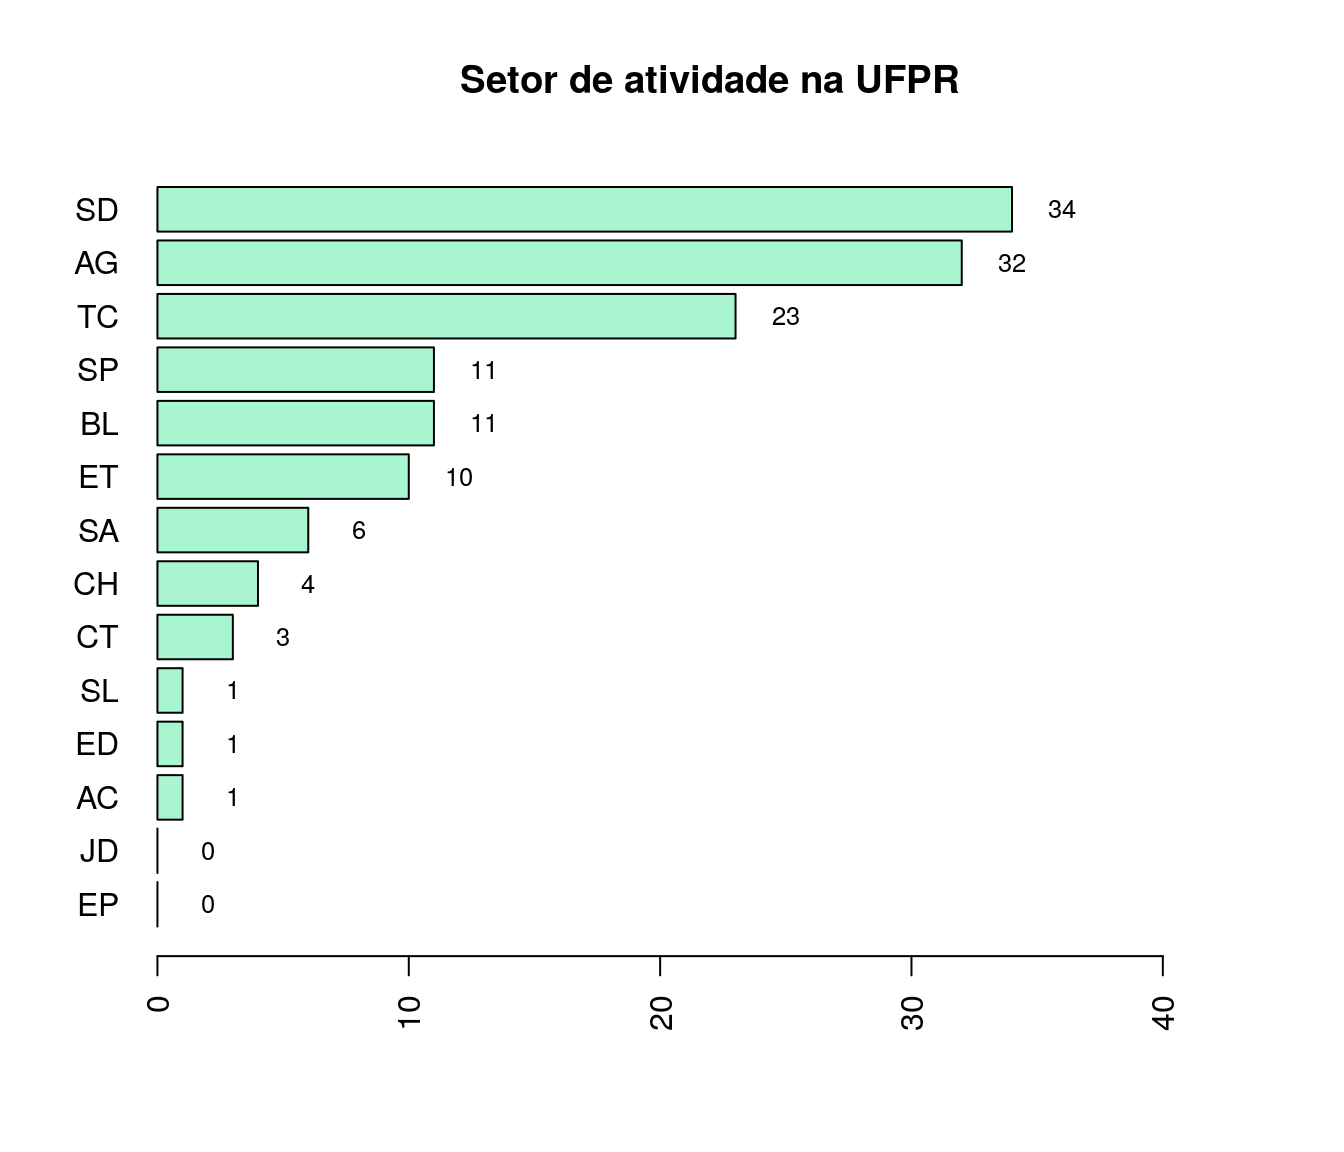 Setor de atividade na UFPR
SD 34
AG 32
TC 23
SP 11
BL 11
ET 10
SA 6
CH 4
CT 3
SL 1
ED 1
AC 1
JD 0
EP 0
0 10 20 30 40